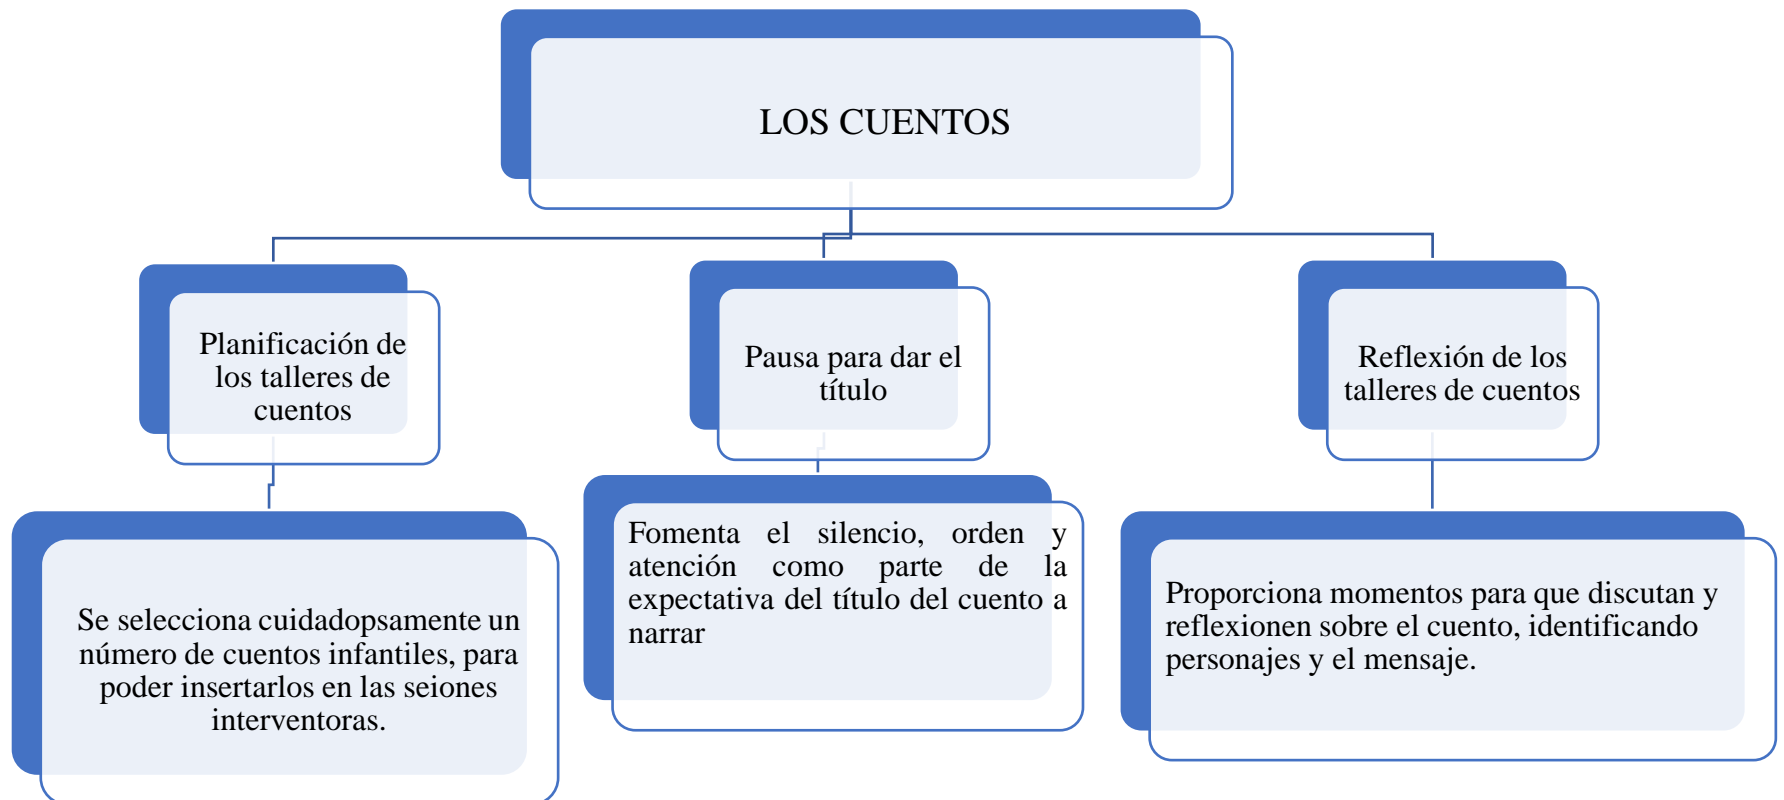 LOS CUENTOS
Planificación de
los talleres de
cuentos
Pausa para dar el
título
Reflexión de los
talleres de cuentos
Se selecciona cuidadopsamente un
número de cuentos infantiles, para
poder insertarlos en las seiones
interventoras.
Fomenta el silencio, orden y
atención como parte de la
expectativa del título del cuento a
narrar
Proporciona momentos para que discutan y
reflexionen sobre el cuento, identificando
personajes y el mensaje.